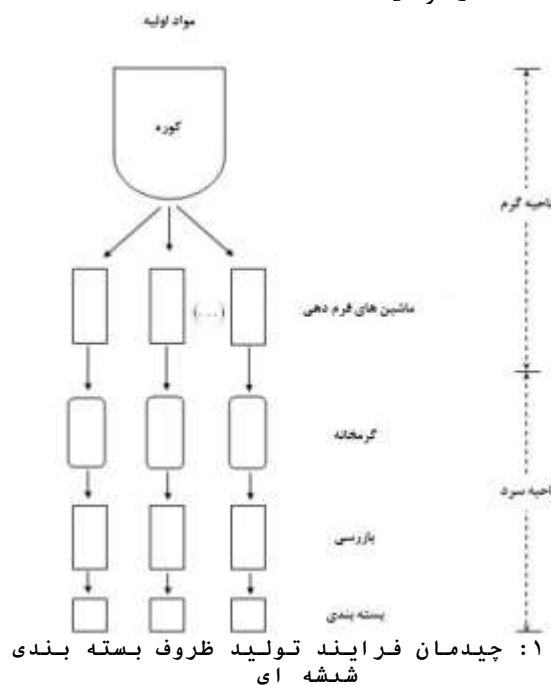 مواد اولیه
کوره
ناحیه گرم
ماشین های فرم دهی
(...)
گرمخانه
ناحیه سرد
بازرسی
بسته بندی
۱: چیدمان فرایند تولید ظروف بسته بندی
شیشه ای